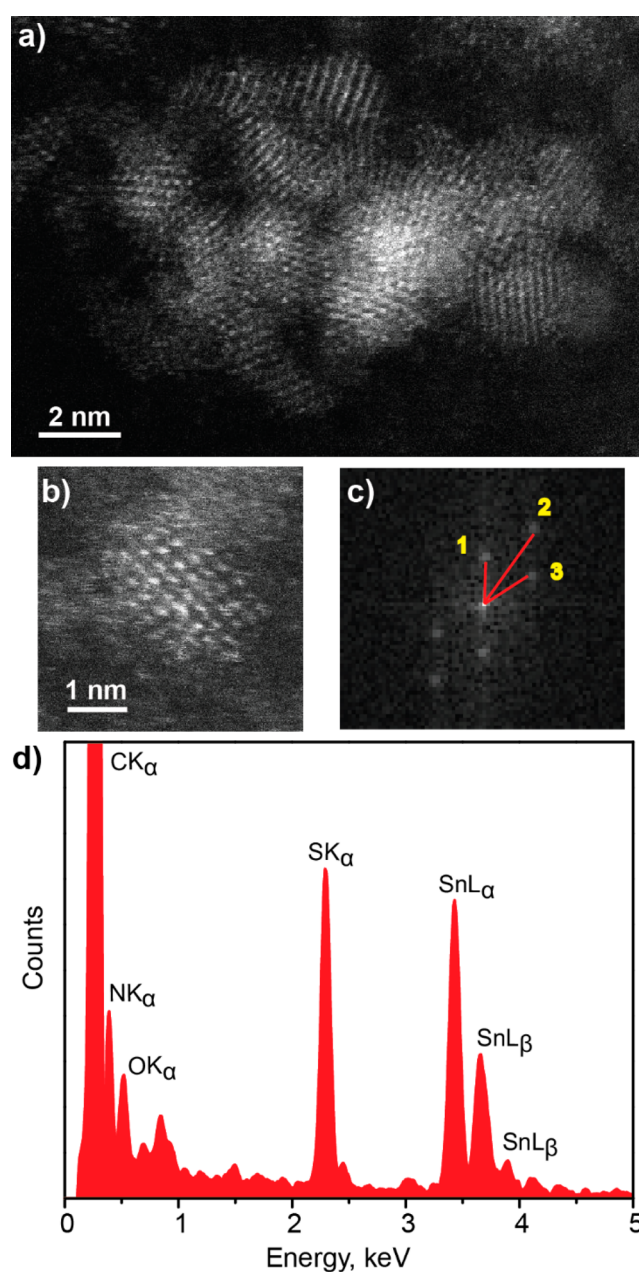 a)
2 nm
b)
1 nm
c)
1
2
3
d)
CKα
NKα
OKα
SKα
SnLα
SnLβ
SnLβ
Counts
0 1 2 3 4 5
Energy, keV